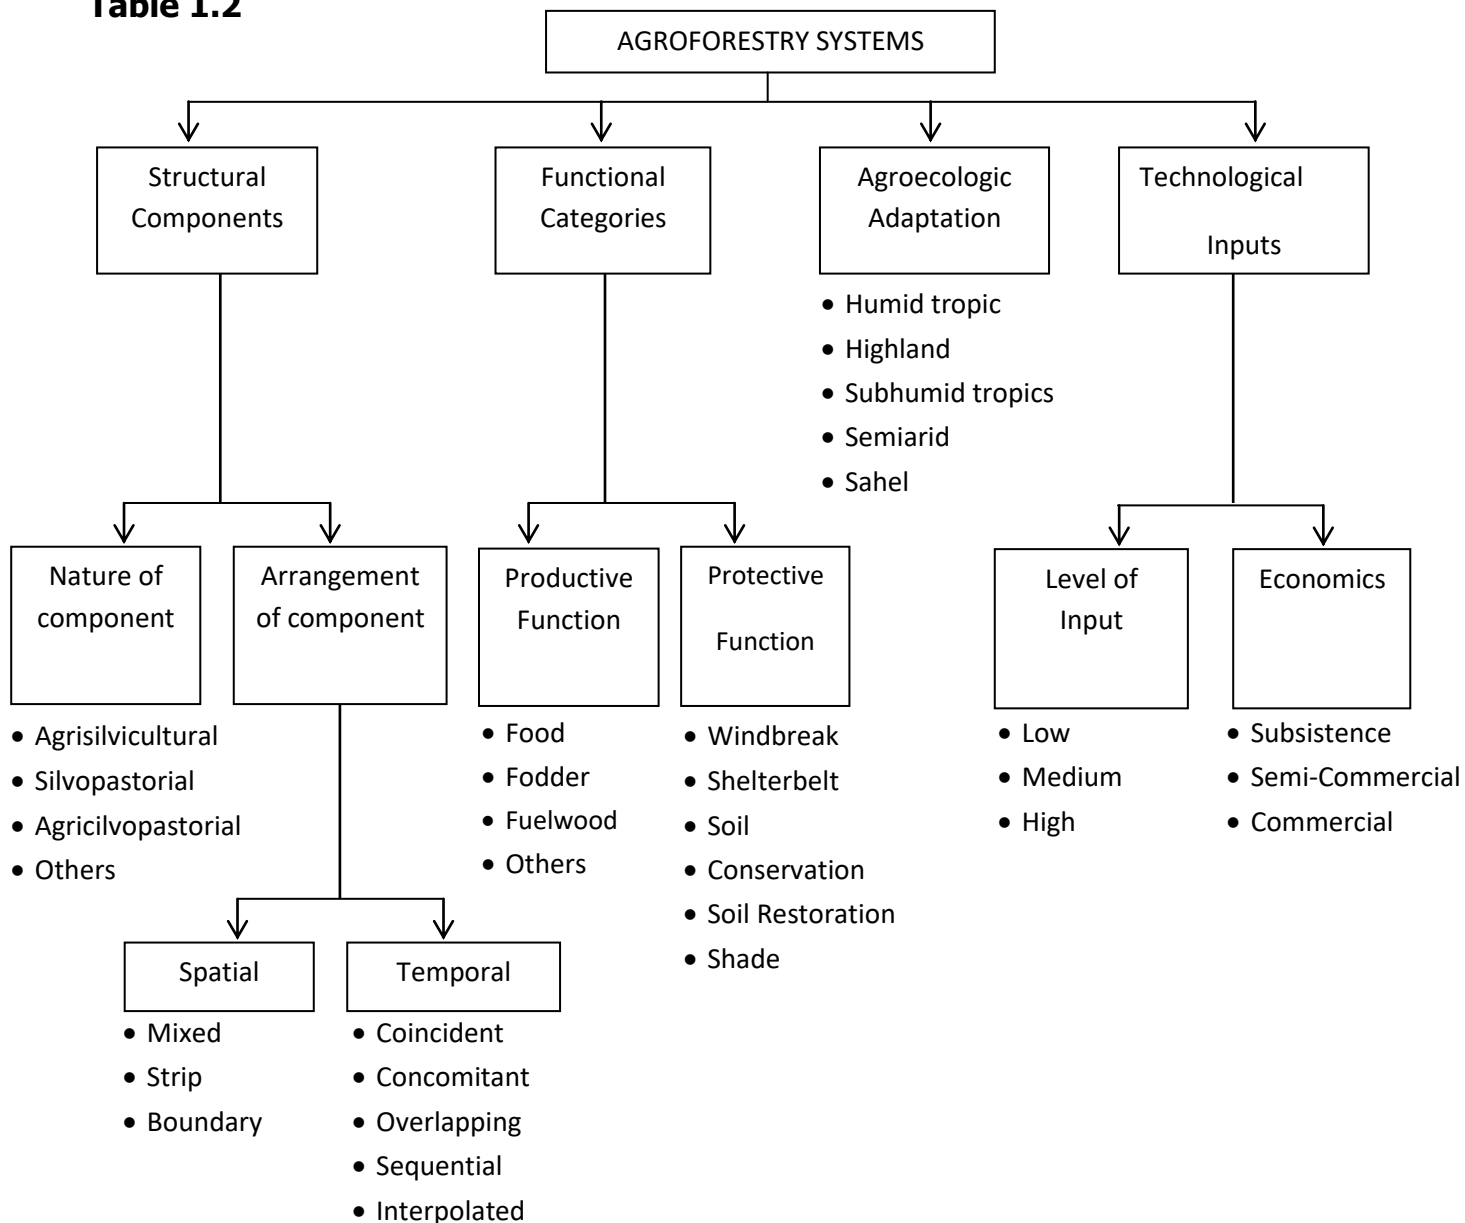 Table 1.2
AGROFORESTRY SYSTEMS
Structural
Components
Functional
Categories
Agroecologic
Adaptation
Technological
Inputs
• Humid tropic
• Highland
• Subhumid tropics
• Semiarid
• Sahel
Nature of
component
Arrangement
of component
Productive
Function
Protective
Function
Level of
Input
Economics
• Agrisilvicultural
• Silvopastorial
• Agricilvopastorial
• Others
• Food
• Fodder
• Fuelwood
• Others
• Windbreak
• Shelterbelt
• Soil
• Conservation
• Soil Restoration
• Shade
• Low
• Medium
• High
• Subsistence
• Semi-Commercial
• Commercial
Spatial
Temporal
• Mixed
• Strip
• Boundary
• Coincident
• Concomitant
• Overlapping
• Sequential
• Interpolated